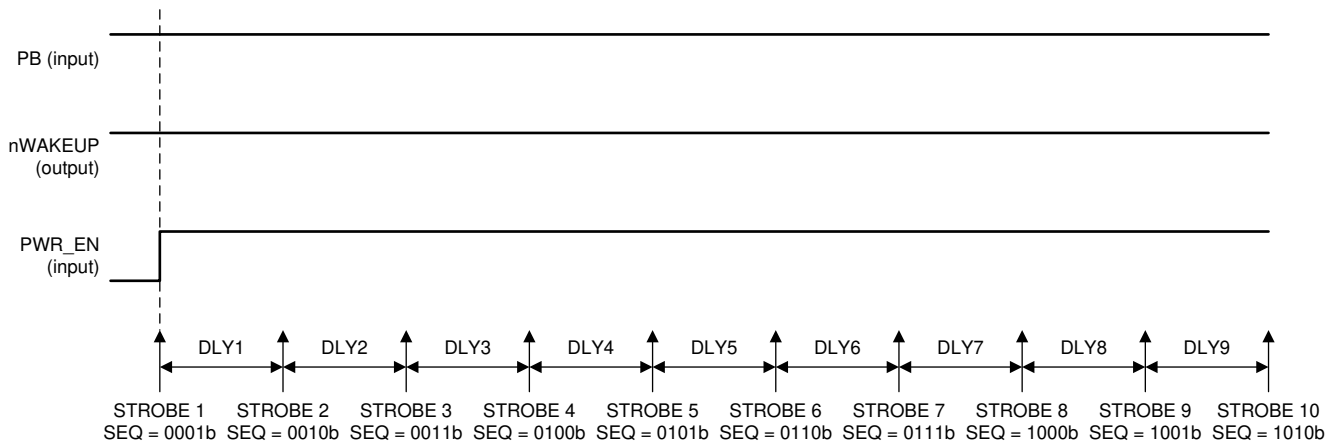 PB (input)
nWAKEUP
(output)
PWR_EN
(input)
DLY1 DLY2 DLY3 DLY4 DLY5 DLY6 DLY7 DLY8 DLY9
STROBE 1 STROBE 2 STROBE 3 STROBE 4 STROBE 5 STROBE 6 STROBE 7 STROBE 8 STROBE 9 STROBE 10
SEQ = 0001b SEQ = 0010b SEQ = 0011b SEQ = 0100b SEQ = 0101b SEQ = 0110b SEQ = 0111b SEQ = 1000b SEQ = 1001b SEQ = 1010b